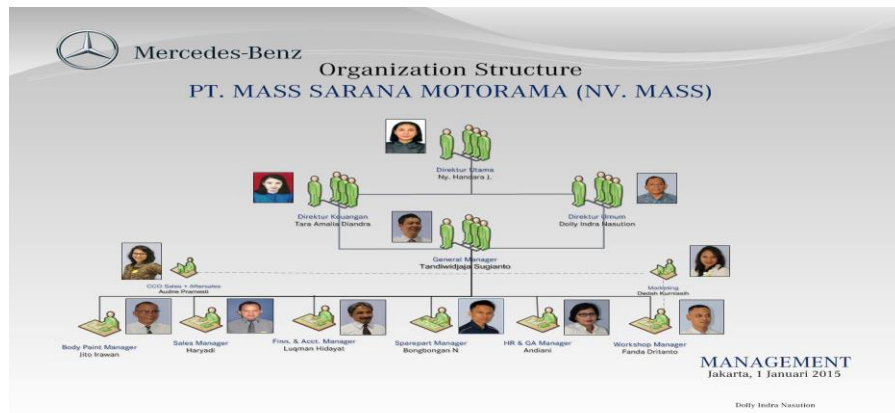 Mercedes-Benz
Organization Structure
PT. MASS SARANA MOTORAMA (NV. MASS)
Direktur Utama
Ny. Handara J.
Direktur Keuangan
Tara Amalia Diandra
Direktur Umum
Dolly Indra Nasution
General Manager
Tandiwidjaja Sugianto
CCO Sales + Aftersales
Audite Pramesti
Marketing
Dedah Kurniasih
Body Paint Manager
Jito Irawan
Sales Manager
Haryadi
Finn. & Acct. Manager
Luqman Hidayat
Sparepart Manager
Bongbongan N
HR & GA Manager
Andiani
Workshop Manager
Fanda Dritanto
MANAGEMENT
Jakarta, 1 Januari 2015
Dolly Indra Nasution